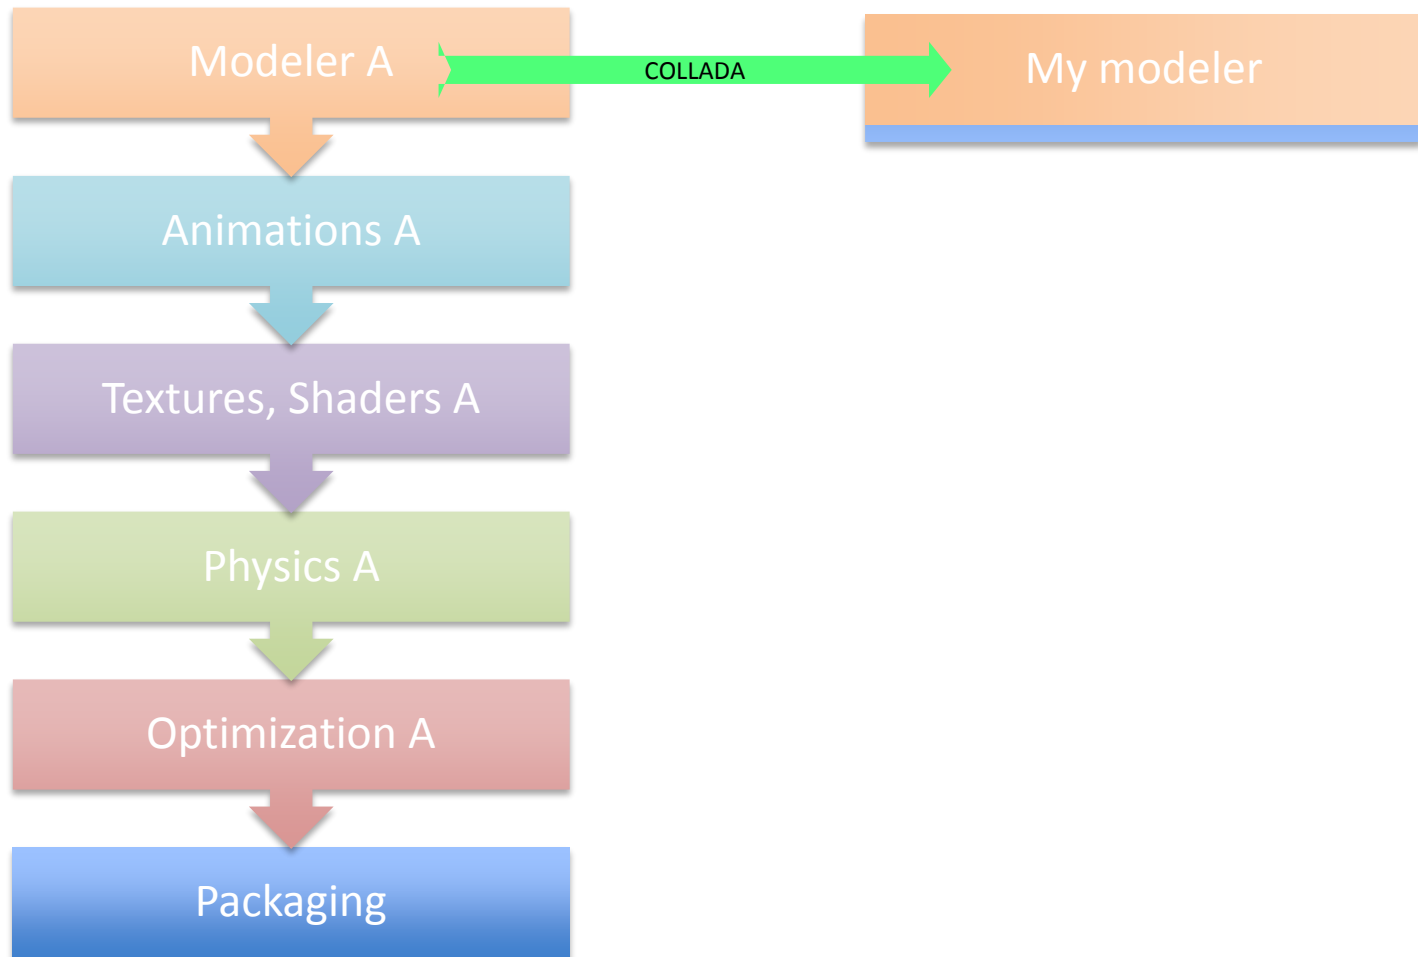 Modeler A
COLLADA
My modeler
Animations A
Textures, Shaders A
Physics A
Optimization A
Packaging